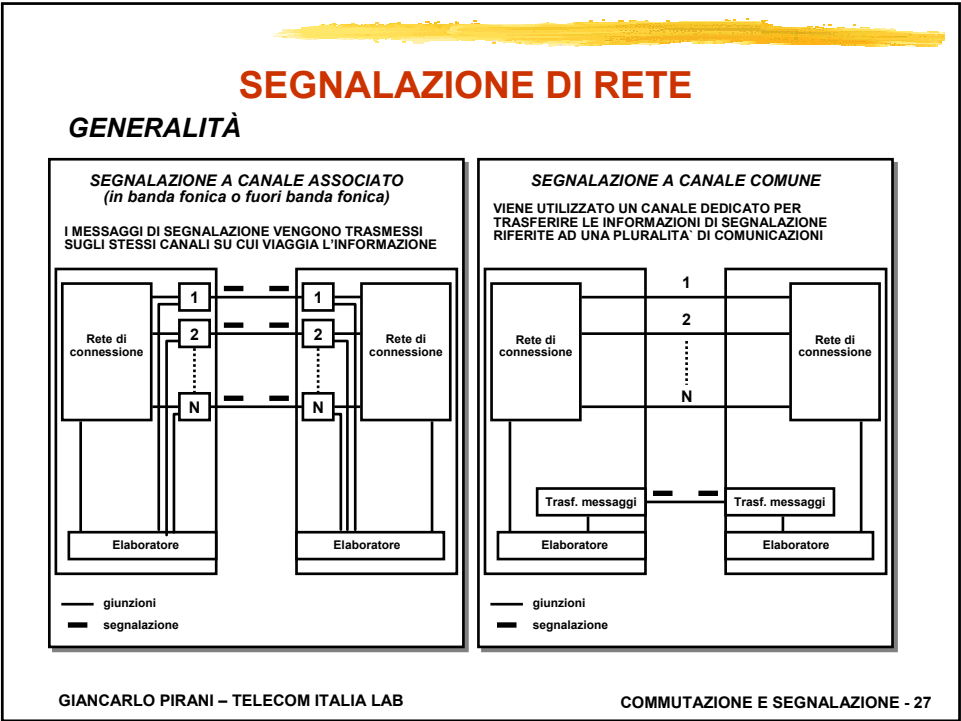 SEGNALAZIONE DI RETE
GENERALITÀ
SEGNALAZIONE A CANALE ASSOCIATO
(in banda fonica o fuori banda fonica)
I MESSAGGI DI SEGNALAZIONE VENGONO TRASMESSI
SUGLI STESSI CANALI SU CUI VIAGGIA L'INFORMAZIONE
Rete di
connessione
1
2
N
1
2
N
Rete di
connessione
Elaboratore
Elaboratore
giunzioni
segnalazione
SEGNALAZIONE A CANALE COMUNE
VIENE UTILIZZATO UN CANALE DEDICATO PER
TRASFERIRE LE INFORMAZIONI DI SEGNALAZIONE
RIFERITE AD UNA PLURALITA` DI COMUNICAZIONI
Rete di
connessione
1
2
N
Rete di
connessione
Trasf. messaggi
Trasf. messaggi
Elaboratore
Elaboratore
giunzioni
segnalazione
GIANCARLO PIRANI – TELECOM ITALIA LAB
COMMUTAZIONE E SEGNALAZIONE - 27